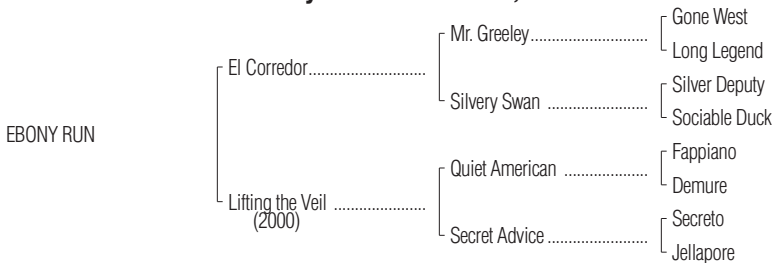 Gone West
Mr. Greeley
Long Legend
El Corredor
Silver Deputy
Silvery Swan
Sociable Duck
EBONY RUN
Fappiano
Quiet American
Demure
Lifting the Veil
(2000)
Secreto
Secret Advice
Jellapore